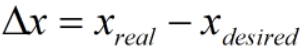 Δx = x_real − x_desired